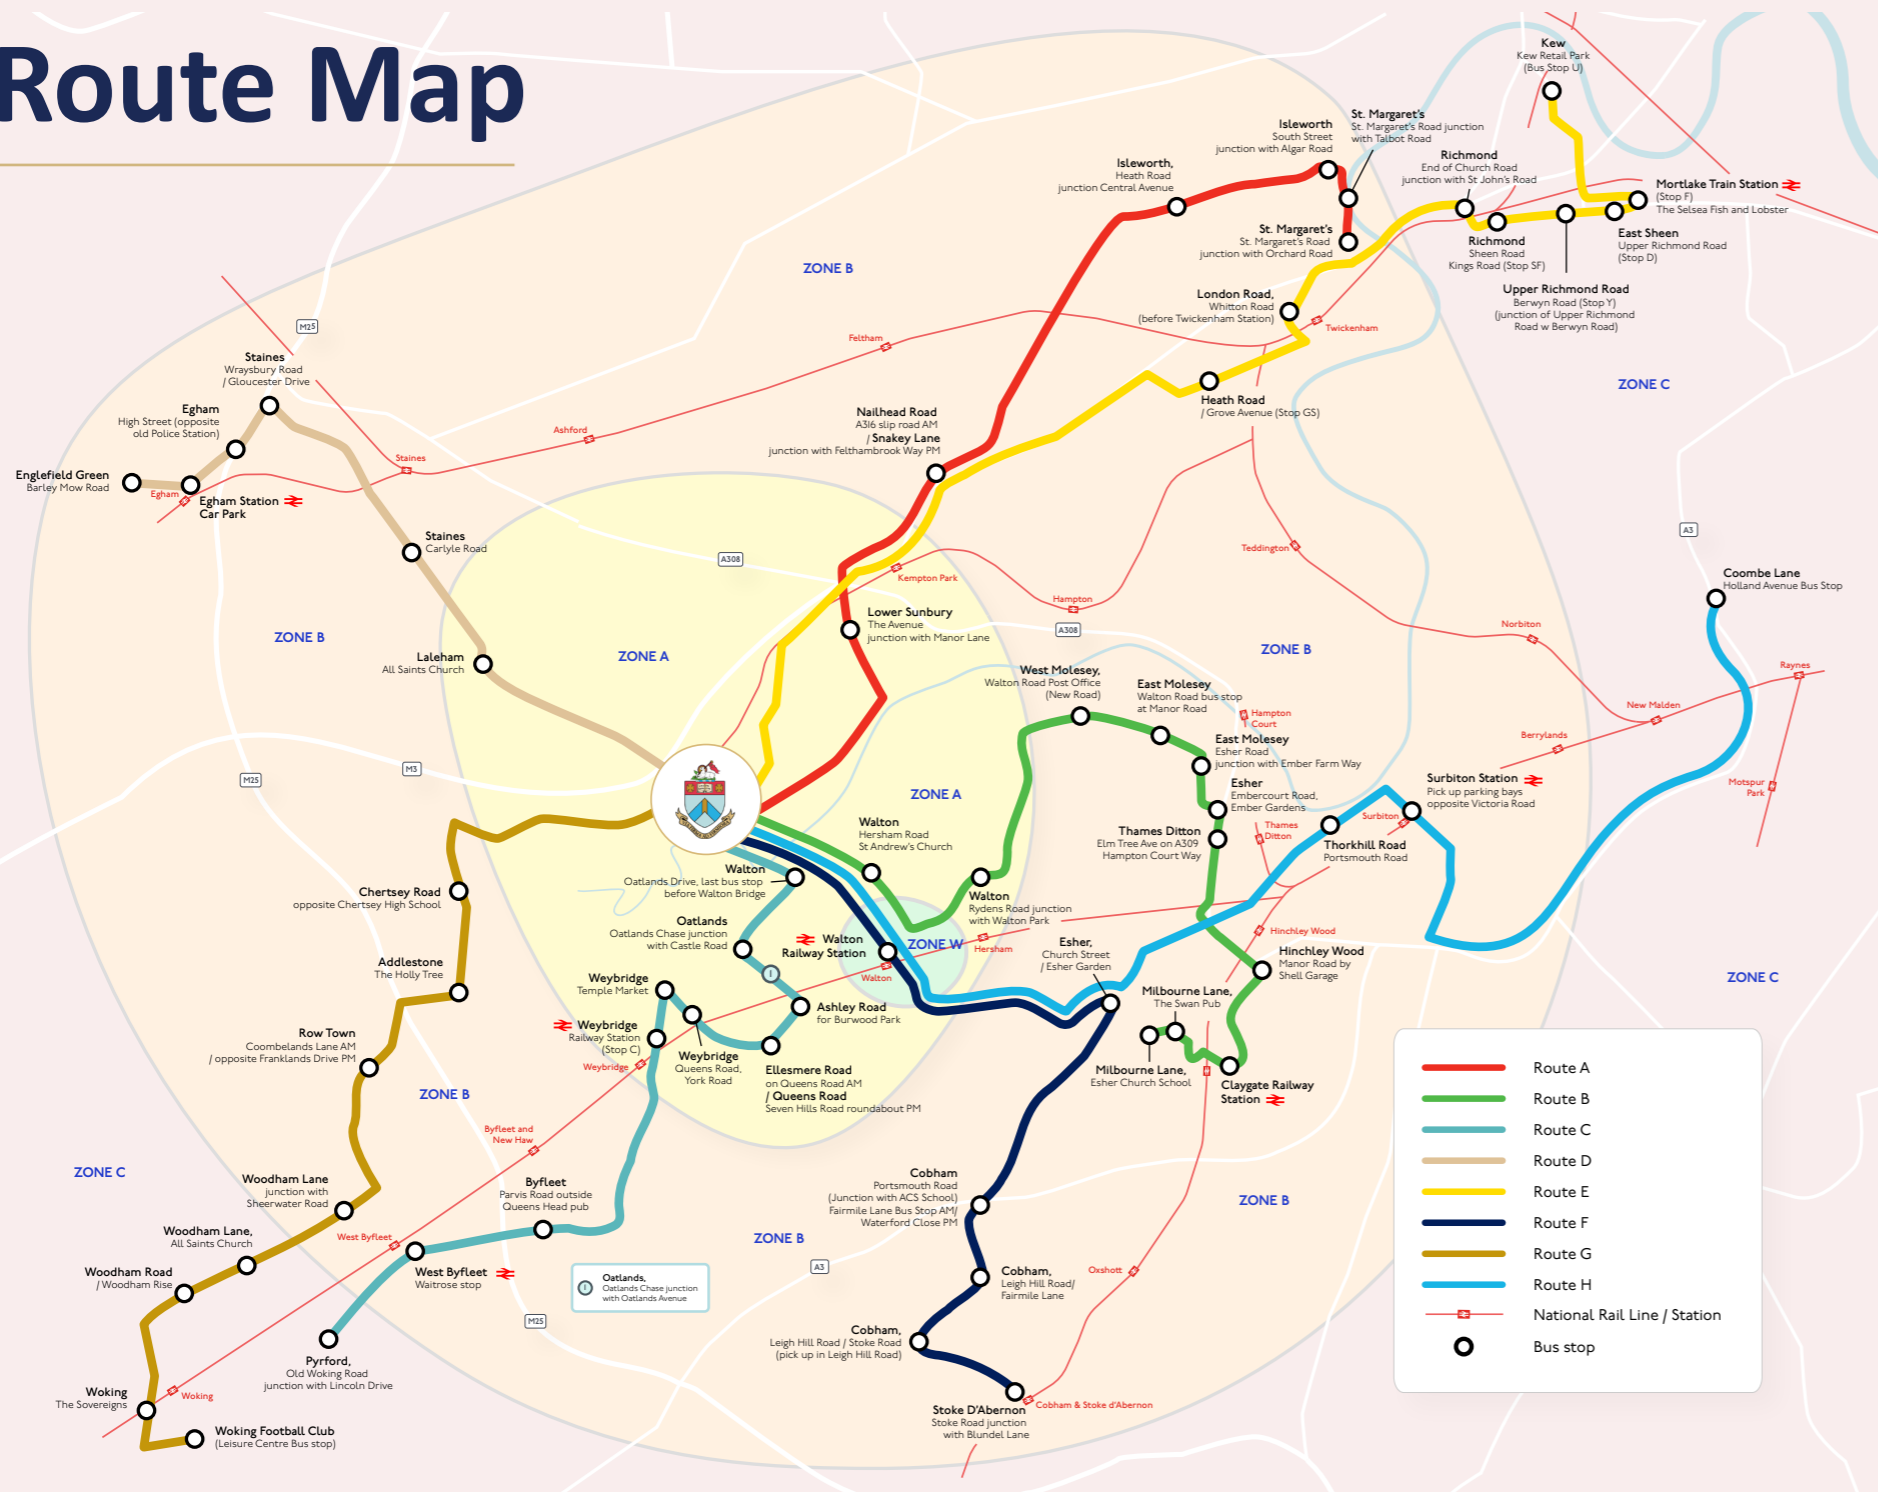 Route Map
Kew
Kew Retail Park
(Bus Stop U)
St. Margaret's
St. Margaret's Road junction
with Talbot Road
Isleworth
South Street
junction with Algar Road
Isleworth,
Heath Road
junction Central Avenue
Richmond
End of Church Road
junction with St John's Road
Mortlake Train Station
(Stop F)
The Selsea Fish and Lobster
St. Margaret's
St. Margaret's Road
junction with Orchard Road
Richmond
Sheen Road
Kings Road (Stop SF)
East Sheen
Upper Richmond Road
(Stop D)
ZONE B
London Road,
Whitton Road
(before Twickenham Station)
Upper Richmond Road
Berwyn Road (Stop Y)
(junction of Upper Richmond
Road w Berwyn Road)
M25
Twickenham
Feltham
Staines
Wraysbury Road
/ Gloucester Drive
ZONE C
Heath Road
/ Grove Avenue (Stop GS)
Egham
High Street (opposite
old Police Station)
Nailhead Road
A316 slip road AM
/ Snakey Lane
junction with Felthambrook Way PM
Ashford
Staines
Englefield Green
Barley Mow Road
Egham
Egham Station
Car Park
Staines
Carlyle Road
A308
A3
Teddington
Kempton Park
Coombe Lane
Holland Avenue Bus Stop
Hampton
Lower Sunbury
The Avenue
junction with Manor Lane
A308
Norbiton
ZONE B
ZONE A
ZONE B
Laleham
All Saints Church
West Molesey,
Walton Road Post Office
(New Road)
East Molesey
Walton Road bus stop
at Manor Road
Raynes
New Malden
Hampton
Court
Berrylands
East Molesey
Esher Road
junction with Ember Farm Way
M3
M25
Surbiton Station
Pick up parking bays
opposite Victoria Road
Motspur
Park
ZONE A
Esher
Embercourt Road,
Ember Gardens
Surbiton
Walton
Hersham Road
St Andrew's Church
Thames Ditton
Elm Tree Ave on A309
Hampton Court Way
Thames
Ditton
Thorkhill Road
Portsmouth Road
Walton
Oatlands Drive, last bus stop
before Walton Bridge
Chertsey Road
opposite Chertsey High School
Walton
Rydens Road junction
with Walton Park
Oatlands
Oatlands Chase junction
with Castle Road
Walton
Railway Station
ZONE W
Hersham
Hinchley Wood
Esher,
Church Street
/ Esher Garden
Hinchley Wood
Manor Road by
Shell Garage
Addlestone
The Holly Tree
Walton
Weybridge
Temple Market
I
ZONE C
Milbourne Lane,
The Swan Pub
Ashley Road
for Burwood Park
Weybridge
Railway Station
(Stop C)
Row Town
Coombelands Lane AM
/ opposite Franklands Drive PM
Weybridge
Weybridge
Queens Road,
York Road
Ellesmere Road
on Queens Road AM
/ Queens Road
Seven Hills Road roundabout PM
Milbourne Lane,
Esher Church School
Claygate Railway
Station
ZONE B
Byfleet and
New Haw
ZONE C
Woodham Lane
junction with
Sheerwater Road
Byfleet
Parvis Road outside
Queens Head pub
Cobham
Portsmouth Road
(Junction with ACS School)
Fairmile Lane Bus Stop AM/
Waterford Close PM
ZONE B
Woodham Lane,
All Saints Church
West Byfleet
ZONE B
Woodham Road
/ Woodham Rise
West Byfleet
Waitrose stop
A3
Cobham,
Leigh Hill Road/
Fairmile Lane
Oxshott
I
Oatlands,
Oatlands Chase junction
with Oatlands Avenue
M25
Cobham,
Leigh Hill Road / Stoke Road
(pick up in Leigh Hill Road)
Pyrford,
Old Woking Road
junction with Lincoln Drive
Woking
The Sovereigns
Woking
Cobham & Stoke d'Abernon
Stoke D'Abernon
Stoke Road junction
with Blundel Lane
Woking Football Club
(Leisure Centre Bus stop)
Route A
Route B
Route C
Route D
Route E
Route F
Route G
Route H
National Rail Line / Station
Bus stop